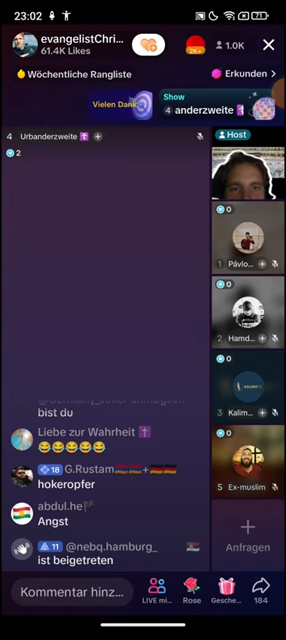 23:02
71
evangelistChri...
61.4K Likes
1.0K
Wöchentliche Rangliste
Erkunden >
Vielen Dank
Show
4 anderzweite
4 Urbanderzweite
Host
2
0
1 Pávlo...
0
2 Hamd...
0
3 Kalim...
0
5 Ex-muslim
bist du
Liebe zur Wahrheit
18 G.Rustam
hokeropfer
abdul.he
Angst
11 @nebq.hamburg_
ist beigetreten
Anfragen
Kommentar hinz...
LIVE mi...
Rose
Gesche...
184